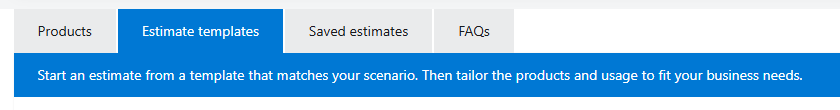 Products Estimate templates Saved estimates FAQs
Start an estimate from a template that matches your scenario. Then tailor the products and usage to fit your business needs.